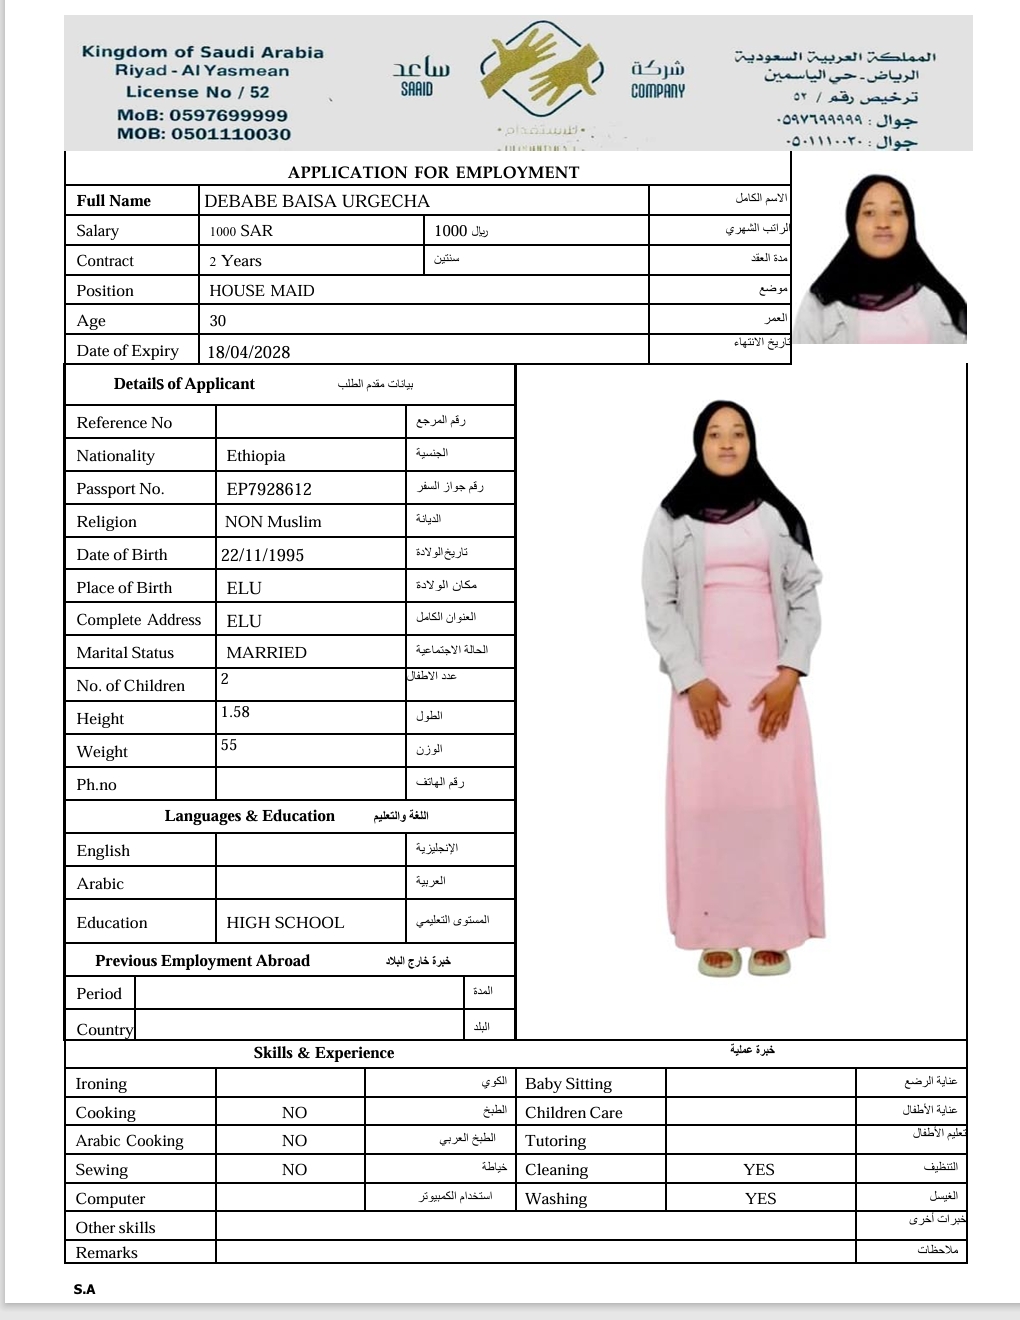 Kingdom of Saudi Arabia
Riyad - Al Yasmean
License No / 52
MoB: 0597699999
MOB: 0501110030
ساعد
SAAID
شركة
COMPANY
للاستقدام
المملكة العربية السعودية
الرياض - حي الياسمين
ترخيص رقم / ٥٢
جوال : ٠٥٩٧٦٩٩٩٩٩
جوال : ٠٥٠١١١٠٠٣٠
APPLICATION FOR EMPLOYMENT
Full Name DEBABE BAISA URGECHA الاسم الكامل
Salary 1000 SAR 1000 ريال الراتب الشهري
Contract 2 Years سنتين مدة العقد
Position HOUSE MAID موضع
Age 30 العمر
Date of Expiry 18/04/2028 تاريخ الانتهاء
Details of Applicant بيانات مقدم الطلب
Reference No رقم المرجع
Nationality Ethiopia الجنسية
Passport No. EP7928612 رقم جواز السفر
Religion NON Muslim الديانة
Date of Birth 22/11/1995 تاريخ الولادة
Place of Birth ELU مكان الولادة
Complete Address ELU العنوان الكامل
Marital Status MARRIED الحالة الاجتماعية
No. of Children 2 عدد الاطفال
Height 1.58 الطول
Weight 55 الوزن
Ph.no رقم الهاتف
Languages & Education اللغة والتعليم
English الإنجليزية
Arabic العربية
Education HIGH SCHOOL المستوى التعليمي
Previous Employment Abroad خبرة خارج البلاد
Period المدة
Country البلد
Skills & Experience خبرة عملية
Ironing الكوي Baby Sitting عناية الرضع
Cooking NO الطبخ Children Care عناية الأطفال
Arabic Cooking NO الطبخ العربي Tutoring تعليم الأطفال
Sewing NO خياطة Cleaning YES التنظيف
Computer استخدام الكمبيوتر Washing YES الغيسل
Other skills خبرات أخرى
Remarks ملاحظات
S.A